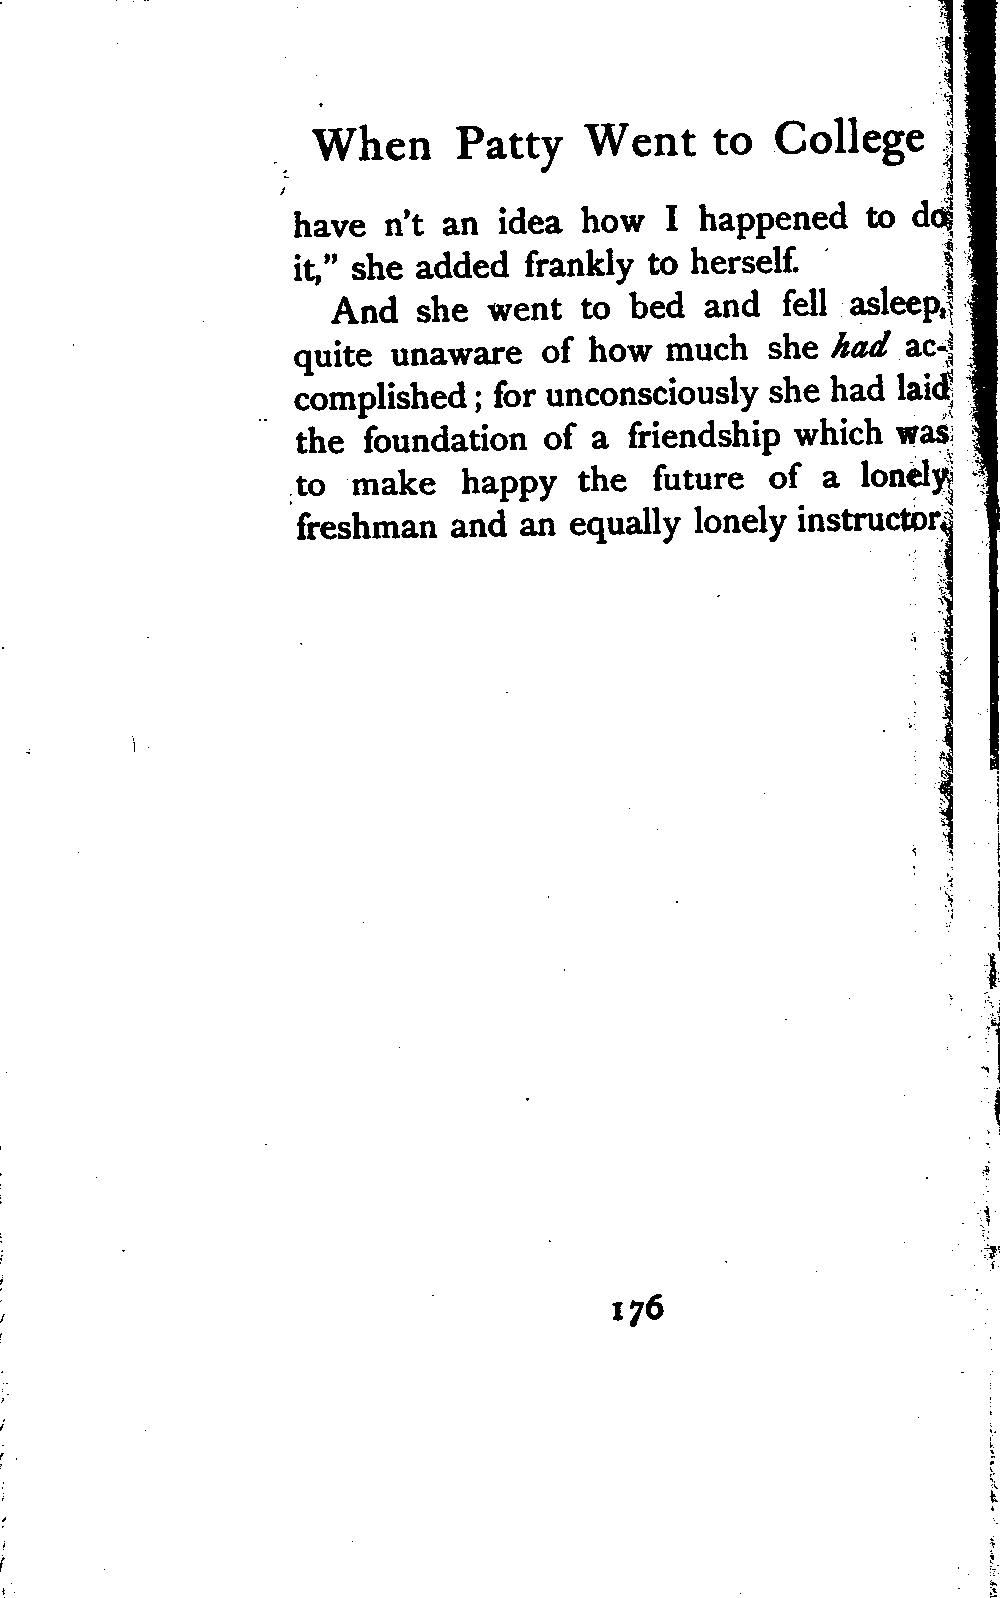 When Patty Went to College
have n't an idea how I happened to do
it," she added frankly to herself.
And she went to bed and fell asleep,
quite unaware of how much she had ac-
complished; for unconsciously she had laid
the foundation of a friendship which was
to make happy the future of a lonely
freshman and an equally lonely instructor.
176